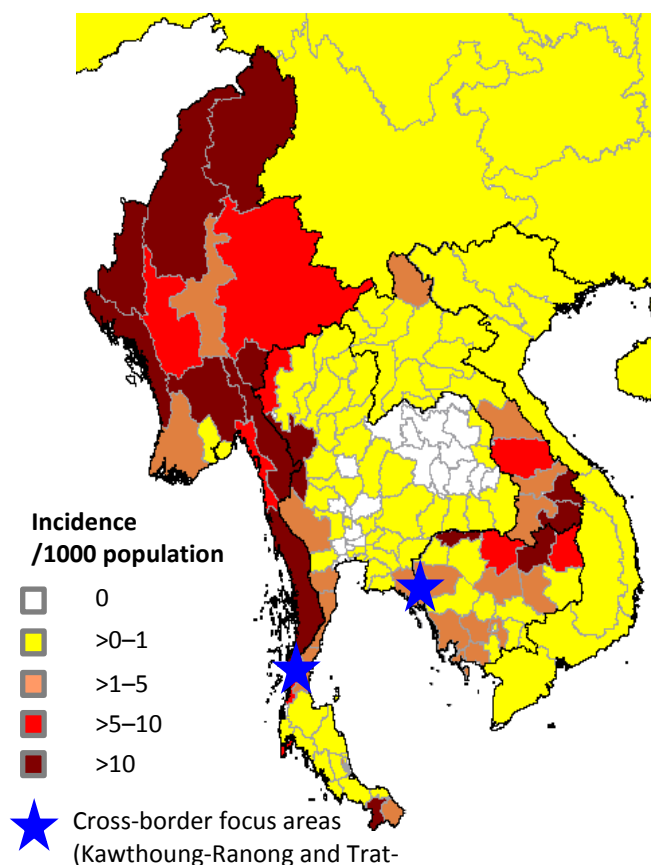 Incidence
/1000 population
0
>0–1
>1–5
>5–10
>10
Cross-border focus areas
(Kawthoung-Ranong and Trat-